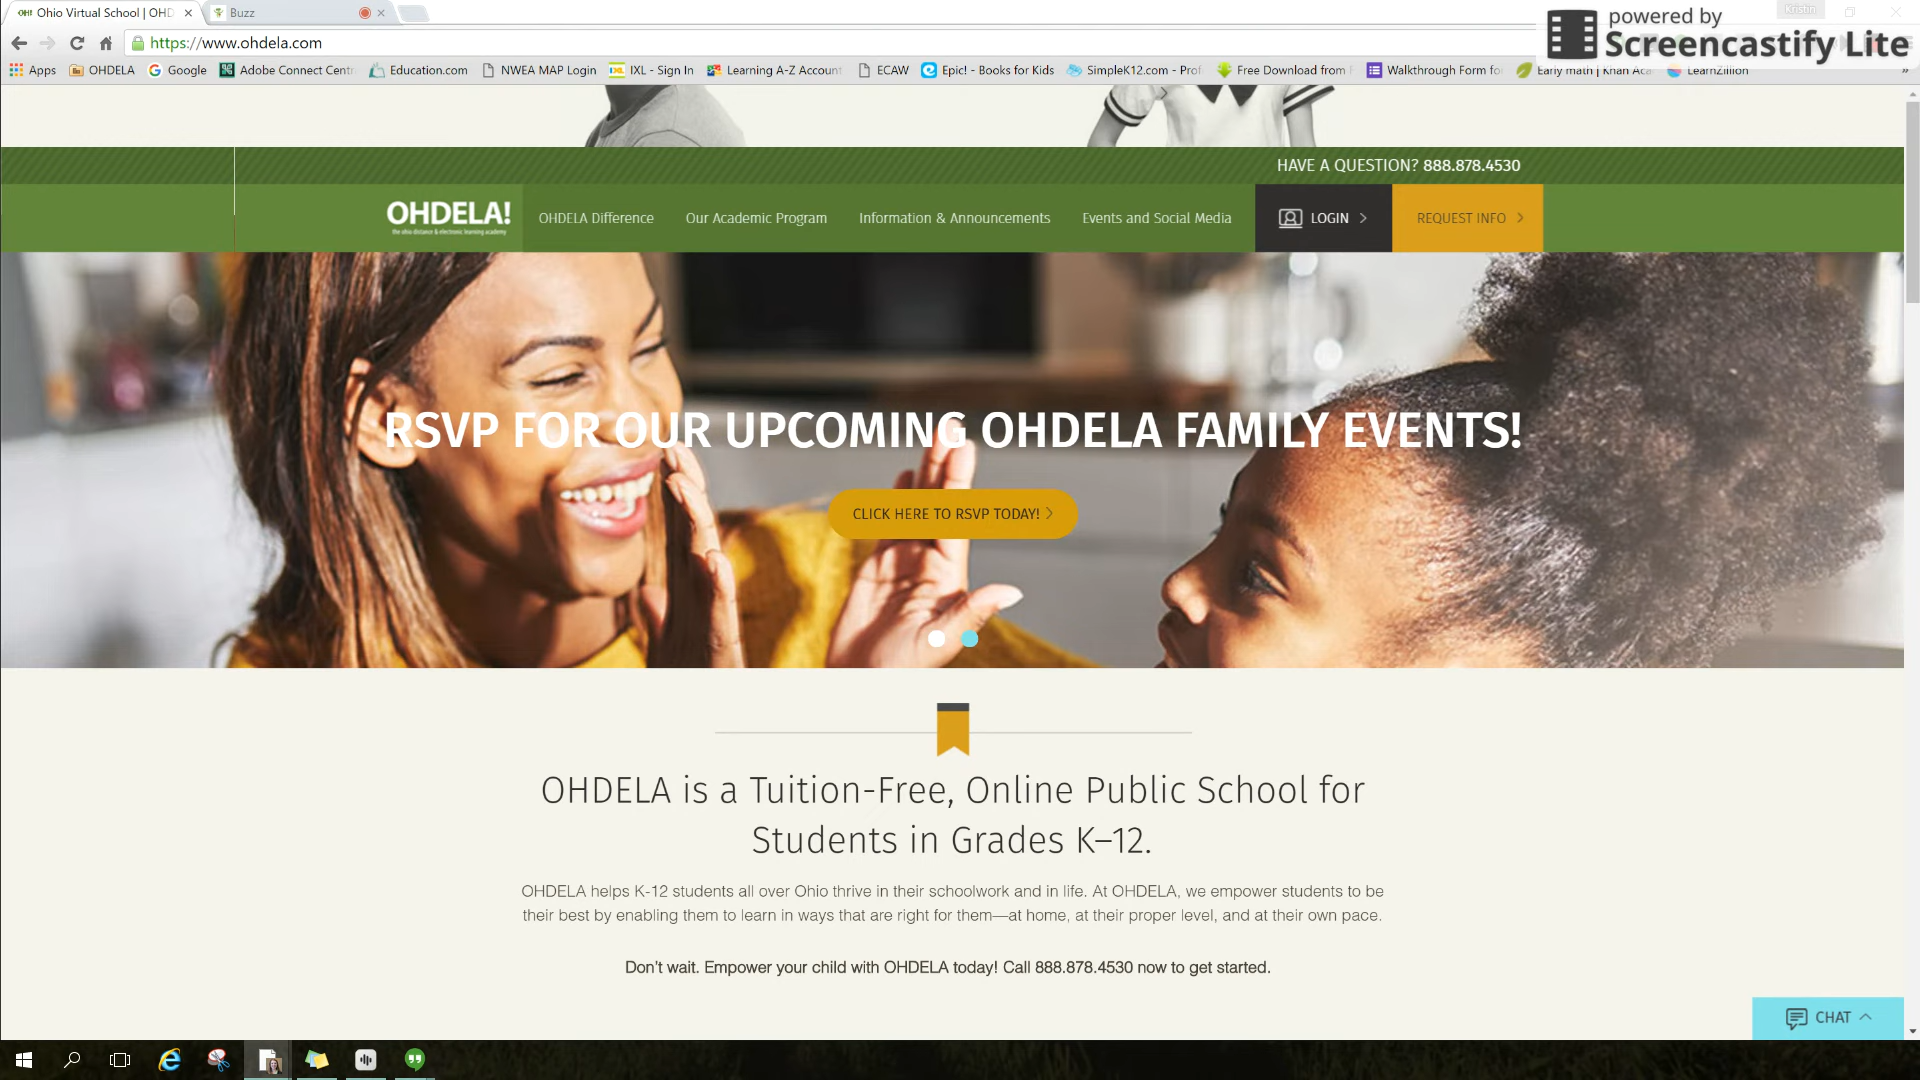 Ohio Virtual School | OHD
Buzz
Kristin
powered by
Screencastify Lite
https://www.ohdela.com
Apps OHDELA Google Adobe Connect Centr Education.com NWEA MAP Login IXL - Sign In Learning A-Z Account ECAW Epic! - Books for Kids SimpleK12.com - Prof Free Download from Walkthrough Form fo Early math | Khan Aca LearnZillion
HAVE A QUESTION? 888.878.4530
OHDELA!
the ohio distance & electronic learning academy
OHDELA Difference Our Academic Program Information & Announcements Events and Social Media LOGIN REQUEST INFO
RSVP FOR OUR UPCOMING OHDELA FAMILY EVENTS!
CLICK HERE TO RSVP TODAY!
OHDELA is a Tuition-Free, Online Public School for
Students in Grades K–12.
OHDELA helps K-12 students all over Ohio thrive in their schoolwork and in life. At OHDELA, we empower students to be
their best by enabling them to learn in ways that are right for them—at home, at their proper level, and at their own pace.
Don't wait. Empower your child with OHDELA today! Call 888.878.4530 now to get started.
CHAT